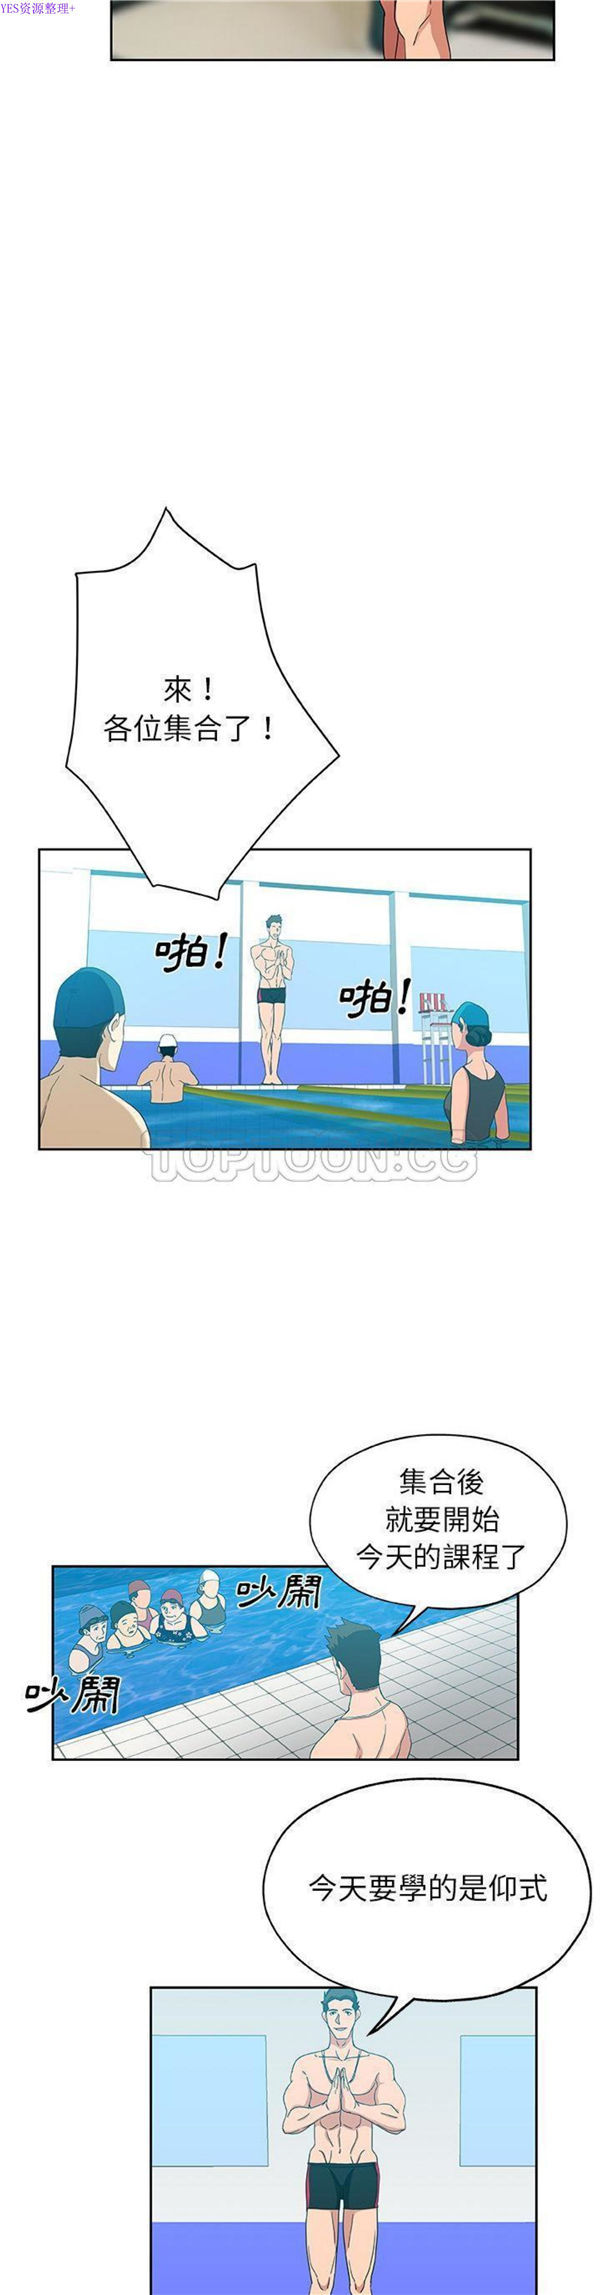 YES资源整理+
來！
各位集合了！
啪！
啪！
TOPTOON.CC
集合後
就要開始
今天的課程了
吵鬧
吵鬧
今天要學的是仰式